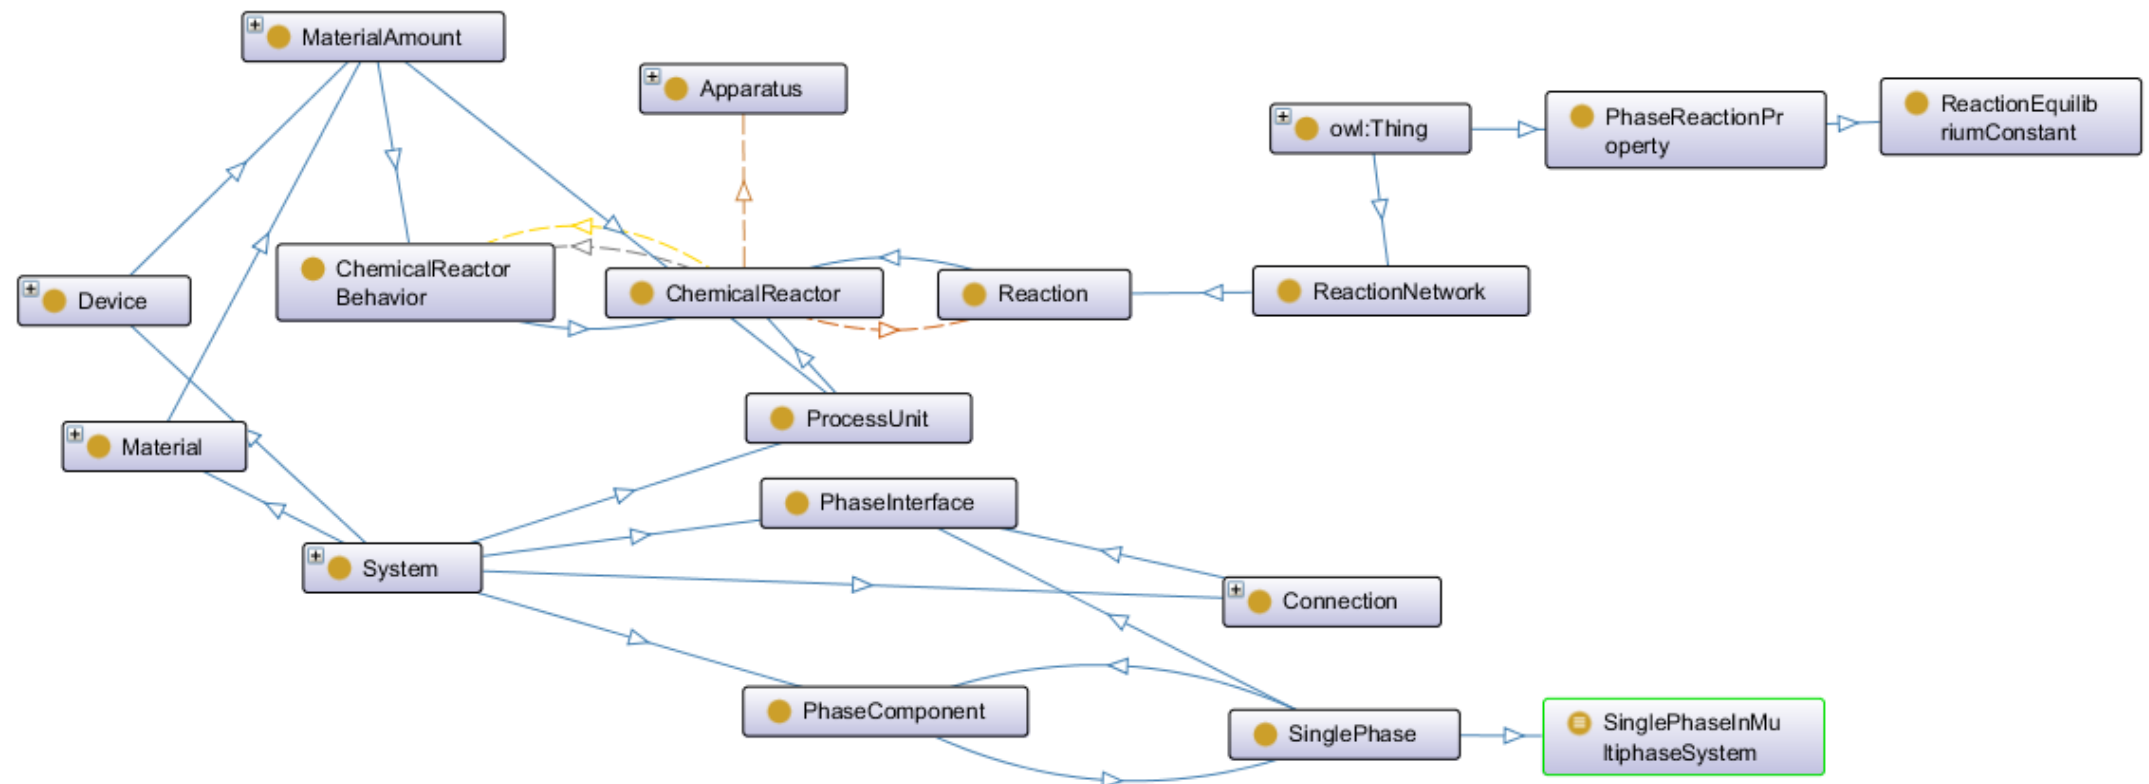 MaterialAmount
Apparatus
owl:Thing
PhaseReactionPr
operty
ReactionEquilib
riumConstant
Device
ChemicalReactor
Behavior
ChemicalReactor
Reaction
ReactionNetwork
Material
ProcessUnit
PhaseInterface
System
Connection
PhaseComponent
SinglePhase
SinglePhaseInMu
ltiphaseSystem